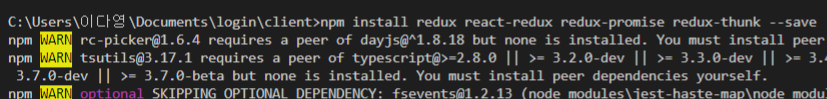 C:\Users\이다영\Documents\login\client>npm install redux react-redux redux-promise redux-thunk --save
npm WARN rc-picker@1.6.4 requires a peer of dayjs@^1.8.18 but none is installed. You must install peer
npm WARN tsutils@3.17.1 requires a peer of typescript@>=2.8.0 || >= 3.2.0-dev || >= 3.3.0-dev || >= 3.
3.7.0-dev || >= 3.7.0-beta but none is installed. You must install peer dependencies yourself.
npm WARN optional SKIPPING OPTIONAL DEPENDENCY: fsevents@1.2.13 (node_modules\jest-haste-map\node_modu